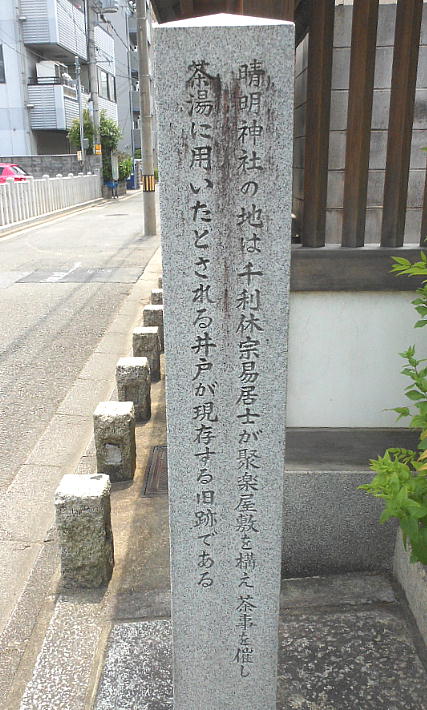 晴明神社の地は千利休宗易居士が聚楽屋敷を構え茶事を催し
茶湯に用いたとされる井戸が現存する旧跡である